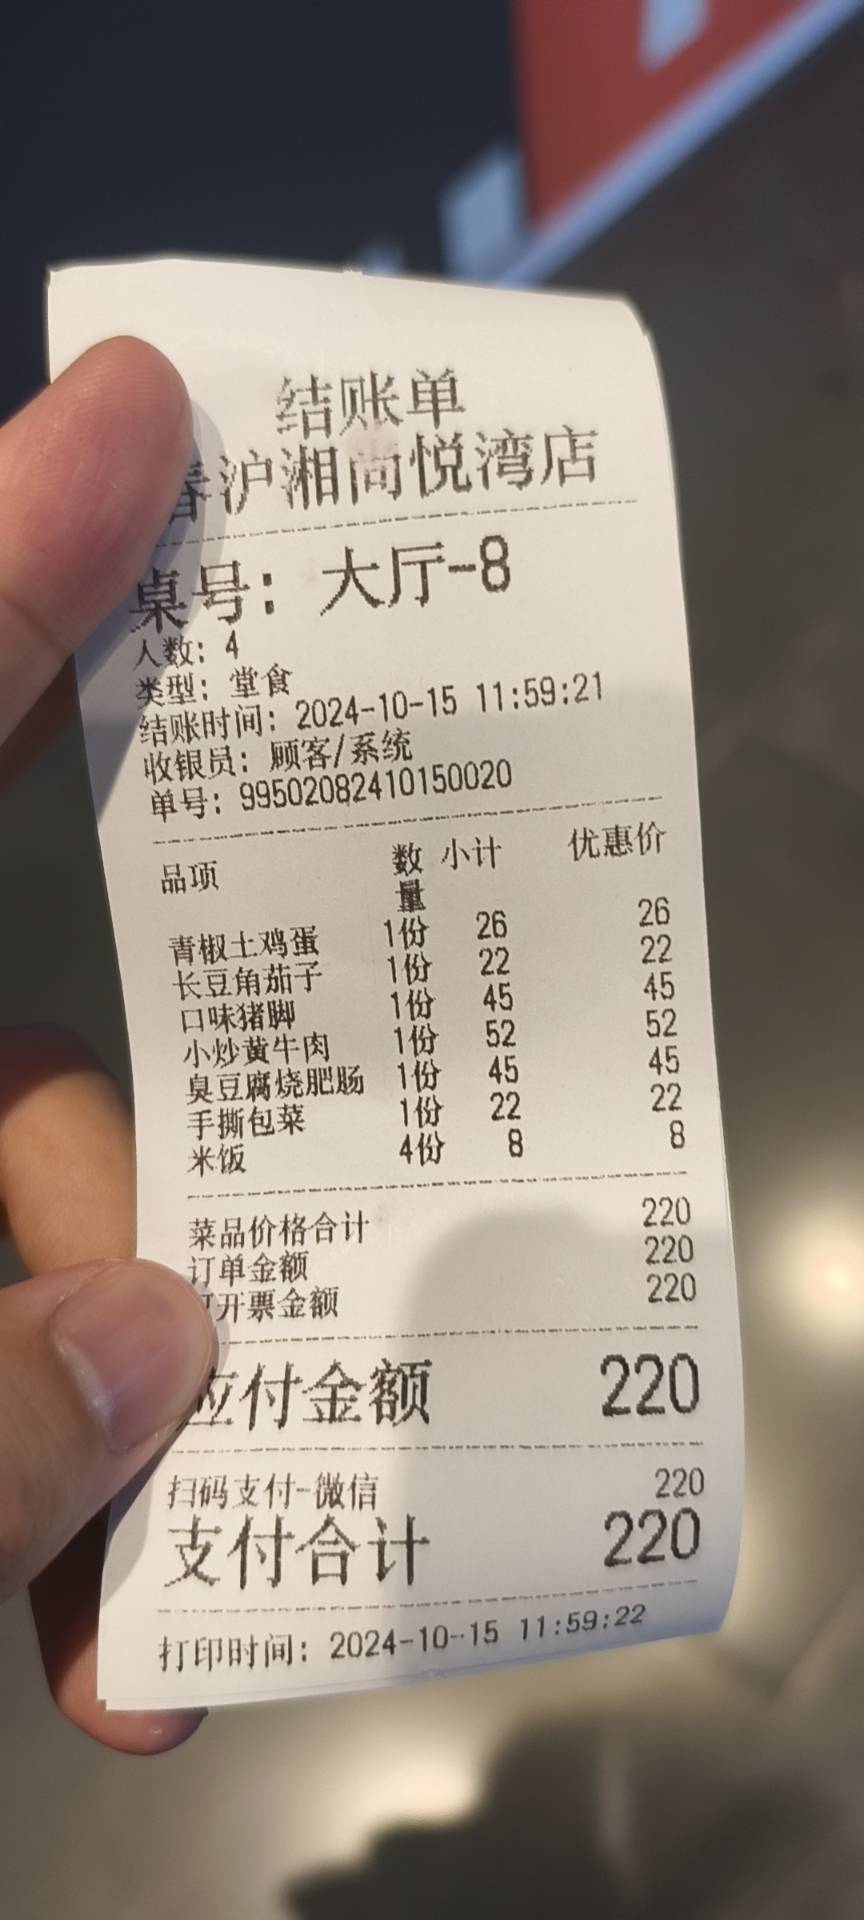 结账单
春沪湘尚悦湾店
桌号：大厅-8
人数：4
类型：堂食
结账时间：2024-10-15 11:59:21
收银员：顾客/系统
单号：99502082410150020
品项 数量 小计 优惠价
青椒土鸡蛋 1份 26 26
长豆角茄子 1份 22 22
口味猪脚 1份 45 45
小炒黄牛肉 1份 52 52
臭豆腐烧肥肠 1份 45 45
手撕包菜 1份 22 22
米饭 4份 8 8
菜品价格合计 220
订单金额 220
可开票金额 220
应付金额 220
扫码支付-微信 220
支付合计 220
打印时间：2024-10-15 11:59:22